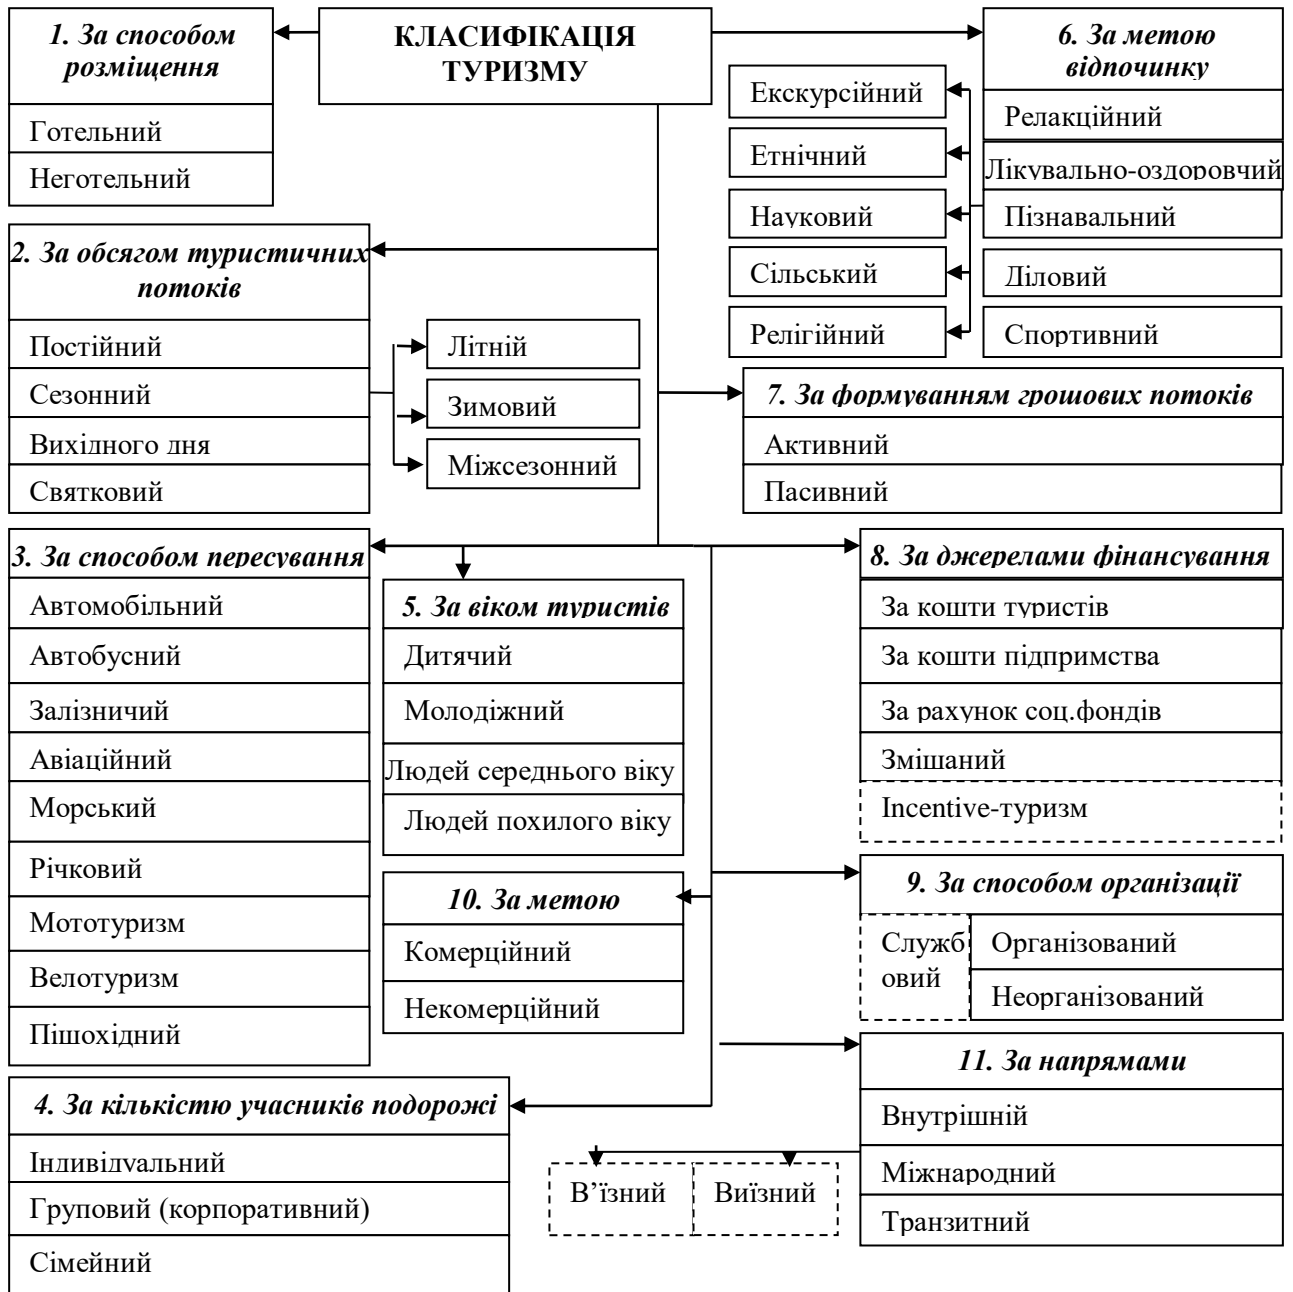 КЛАСИФІКАЦІЯ
ТУРИЗМУ
1. За способом
розміщення
Готельний
Неготельний
2. За обсягом туристичних
потоків
Постійний
Сезонний
Вихідного дня
Святковий
Літній
Зимовий
Міжсезонний
3. За способом пересування
Автомобільний
Автобусний
Залізничий
Авіаційний
Морський
Річковий
Мототуризм
Велотуризм
Пішохідний
4. За кількістю учасників подорожі
Індивідуальний
Груповий (корпоративний)
Сімейний
5. За віком туристів
Дитячий
Молодіжний
Людей середнього віку
Людей похилого віку
6. За метою
відпочинку
Релакційний
Лікувально-оздоровчий
Пізнавальний
Діловий
Спортивний
Екскурсійний
Етнічний
Науковий
Сільський
Релігійний
7. За формуванням грошових потоків
Активний
Пасивний
8. За джерелами фінансування
За кошти туристів
За кошти підпримства
За рахунок соц.фондів
Змішаний
Incentive-туризм
9. За способом організації
Служб
овий
Організований
Неорганізований
10. За метою
Комерційний
Некомерційний
11. За напрямами
Внутрішній
Міжнародний
Транзитний
В’їзний
Виїзний